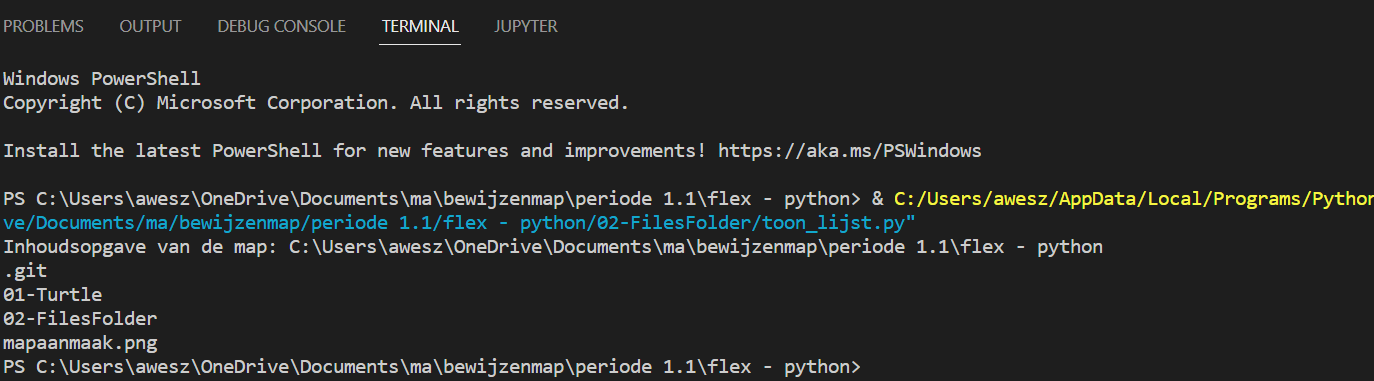 PROBLEMS OUTPUT DEBUG CONSOLE TERMINAL JUPYTER
Windows PowerShell
Copyright (C) Microsoft Corporation. All rights reserved.
Install the latest PowerShell for new features and improvements! https://aka.ms/PSWindows
PS C:\Users\awesz\OneDrive\Documents\ma\bewijzenmap\periode 1.1\flex - python> & C:/Users/awesz/AppData/Local/Programs/Python
ve/Documents/ma/bewijzenmap/periode 1.1/flex - python/02-FilesFolder/toon_lijst.py"
Inhoudsopgave van de map: C:\Users\awesz\OneDrive\Documents\ma\bewijzenmap\periode 1.1\flex - python
.git
01-Turtle
02-FilesFolder
mapaanmaak.png
PS C:\Users\awesz\OneDrive\Documents\ma\bewijzenmap\periode 1.1\flex - python>